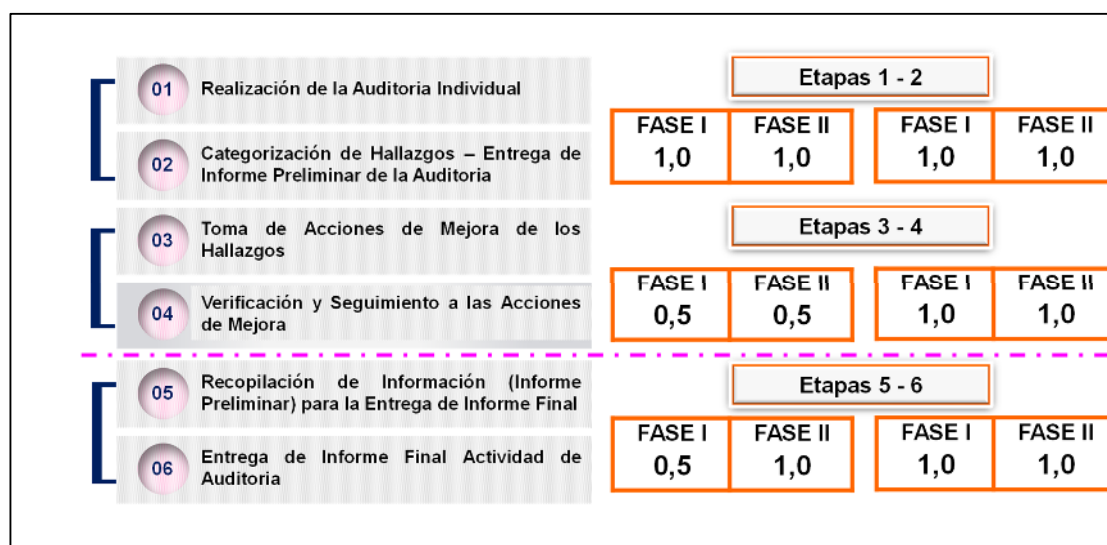 01
Realización de la Auditoria Individual
02
Categorización de Hallazgos – Entrega de
Informe Preliminar de la Auditoria
Etapas 1 - 2
FASE I FASE II FASE I FASE II
1,0 1,0 1,0 1,0
03
Toma de Acciones de Mejora de los
Hallazgos
04
Verificación y Seguimiento a las Acciones
de Mejora
Etapas 3 - 4
FASE I FASE II FASE I FASE II
0,5 0,5 1,0 1,0
05
Recopilación de Información (Informe
Preliminar) para la Entrega de Informe Final
06
Entrega de Informe Final Actividad de
Auditoria
Etapas 5 - 6
FASE I FASE II FASE I FASE II
0,5 1,0 1,0 1,0